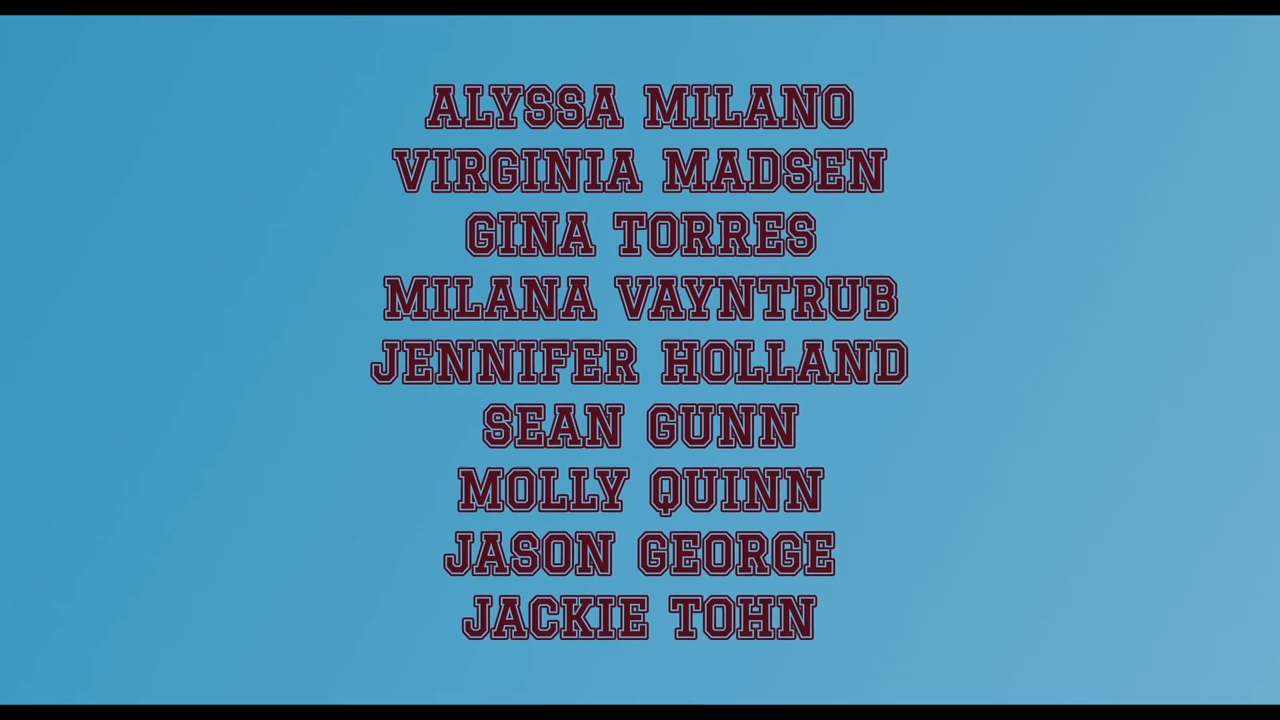 ALYSSA MILANO
VIRGINIA MADSEN
GINA TORRES
MILANA VAYNTRUB
JENNIFER HOLLAND
SEAN GUNN
MOLLY QUINN
JASON GEORGE
JACKIE TOHN